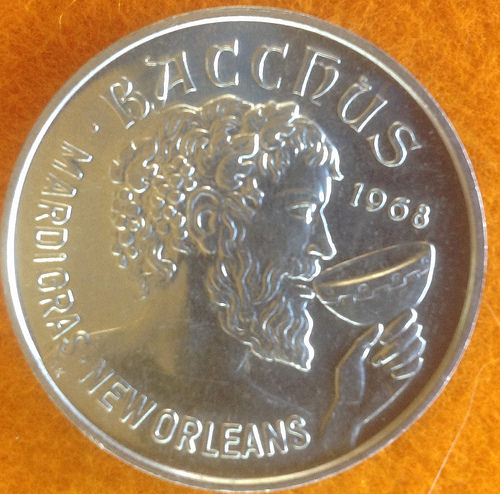 BACCHUS
1968
MARDI GRAS · NEW ORLEANS